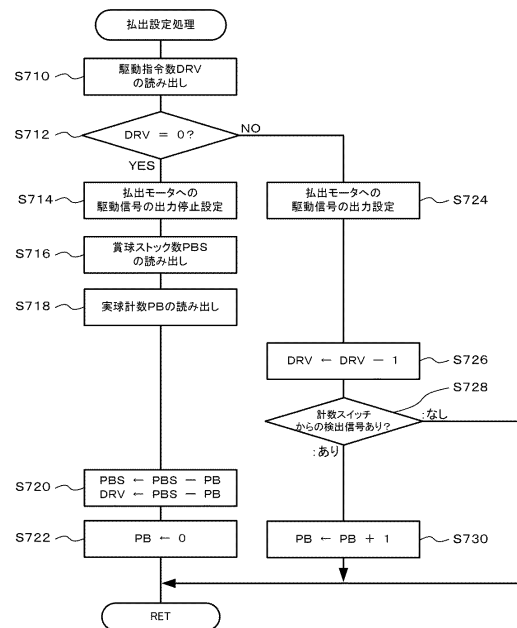 払出設定処理
S710
駆動指令数DRV
の読み出し
S712
DRV = 0?
NO
YES
S714
払出モータへの
駆動信号の出力停止設定
払出モータへの
駆動信号の出力設定
S724
S716
賞球ストック数PBS
の読み出し
S718
実球計数PBの読み出し
DRV ← DRV - 1
S726
S728
計数スイッチ
からの検出信号あり?
:なし
:あり
S720
PBS ← PBS - PB
DRV ← PBS - PB
S722
PB ← 0
PB ← PB + 1
S730
RET